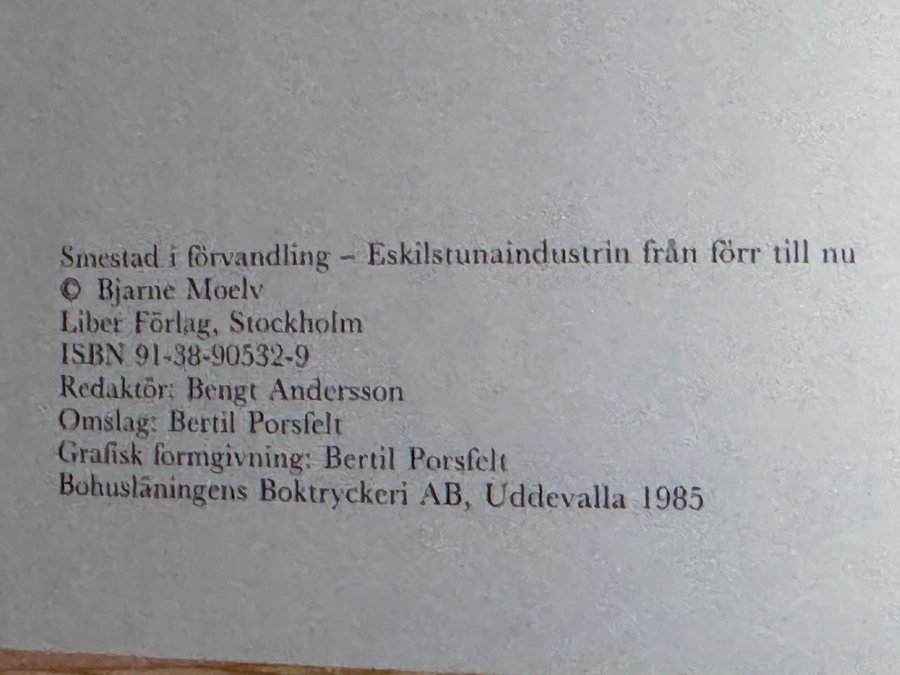 Smestad i förvandling – Eskilstunaindustrin från förr till nu
© Bjarne Moelv
Liber Förlag, Stockholm
ISBN 91-38-90532-9
Redaktör: Bengt Andersson
Omslag: Bertil Porsfelt
Grafisk formgivning: Bertil Porsfelt
Bohusläningens Boktryckeri AB, Uddevalla 1985